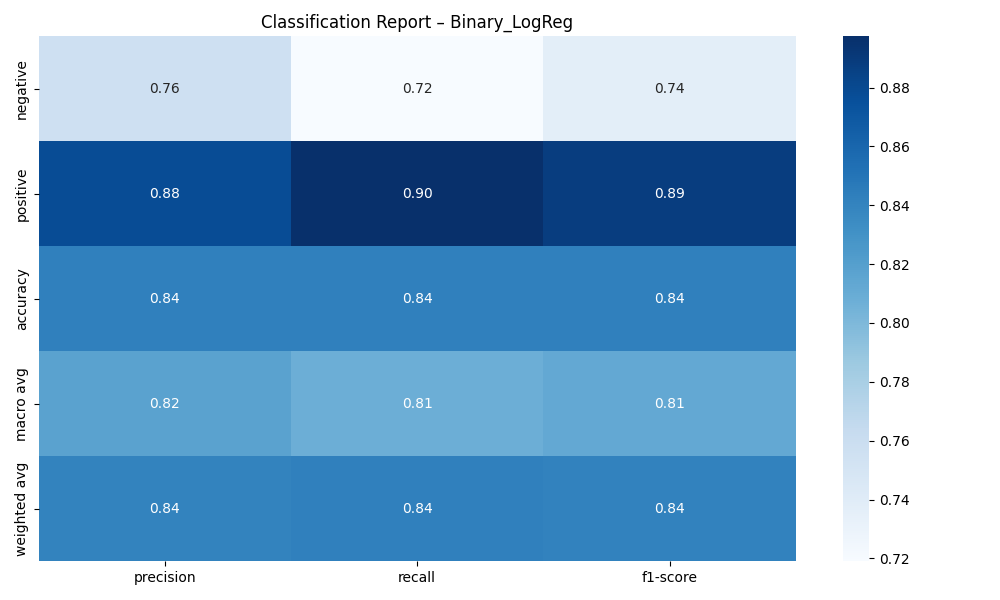 Classification Report – Binary_LogReg
negative 0.76 0.72 0.74
positive 0.88 0.90 0.89
accuracy 0.84 0.84 0.84
macro avg 0.82 0.81 0.81
weighted avg 0.84 0.84 0.84
precision recall f1-score
0.88
0.86
0.84
0.82
0.80
0.78
0.76
0.74
0.72